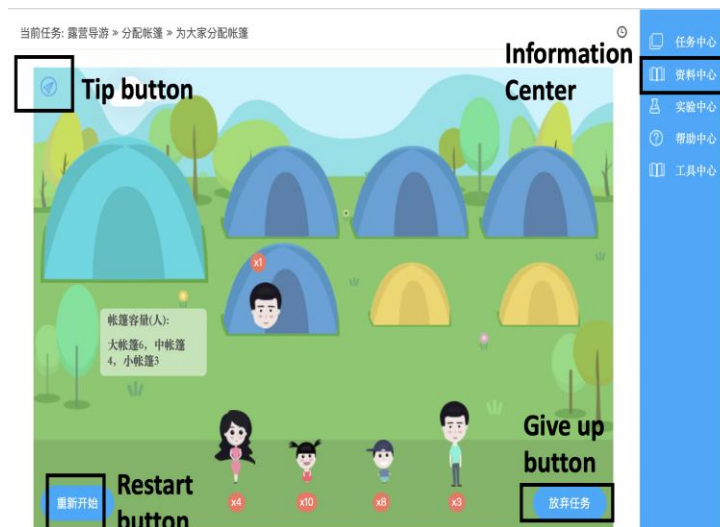 当前任务: 露营导游 » 分配帐篷 » 为大家分配帐篷
Tip button
Information
Center
任务中心
资料中心
实验中心
帮助中心
工具中心
x1
帐篷容量(人):
大帐篷6，中帐篷
4，小帐篷3
x4
x10
x8
x3
重新开始
Restart
button
Give up
button
放弃任务